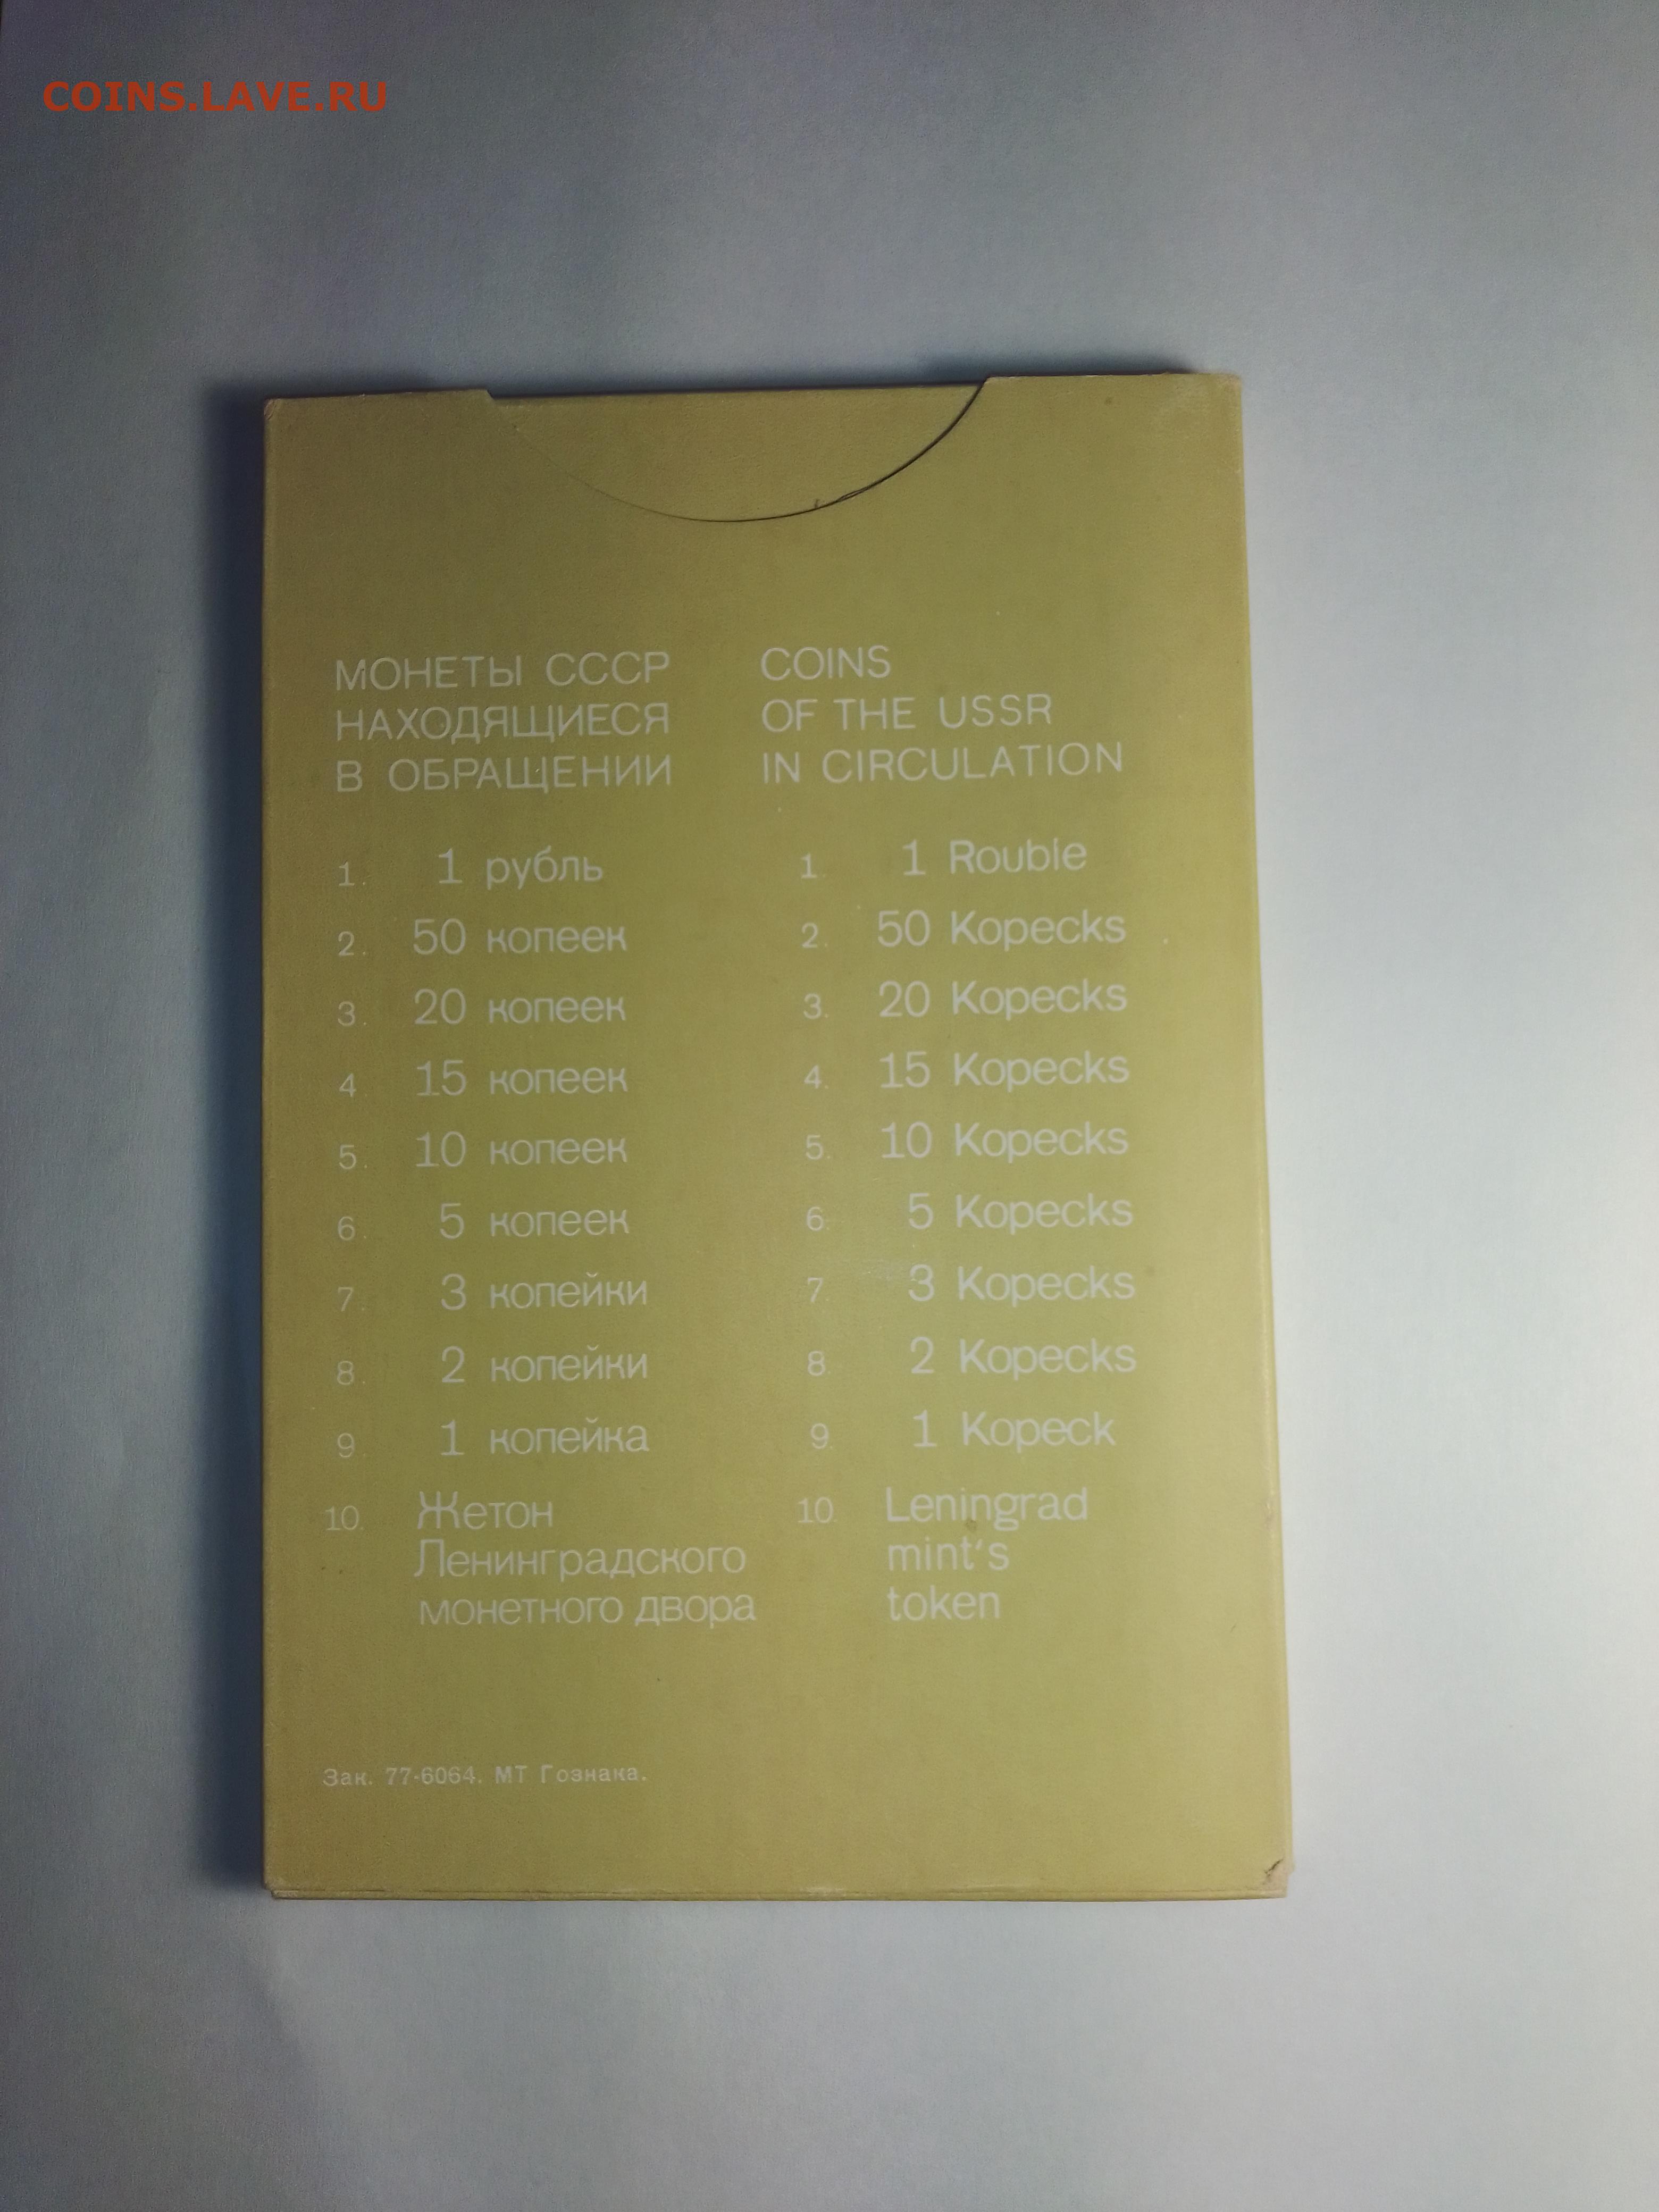 COINS.LAVE.RU
МОНЕТЫ СССР
НАХОДЯЩИЕСЯ
В ОБРАЩЕНИИ
1. 1 рубль
2. 50 копеек
3. 20 копеек
4. 15 копеек
5. 10 копеек
6. 5 копеек
7. 3 копейки
8. 2 копейки
9. 1 копейка
10. Жетон
Ленинградского
монетного двора
COINS
OF THE USSR
IN CIRCULATION
1. 1 Rouble
2. 50 Kopecks
3. 20 Kopecks
4. 15 Kopecks
5. 10 Kopecks
6. 5 Kopecks
7. 3 Kopecks
8. 2 Kopecks
9. 1 Kopeck
10. Leningrad
mint's
token
Зак. 77-6064. МТ Гознака.